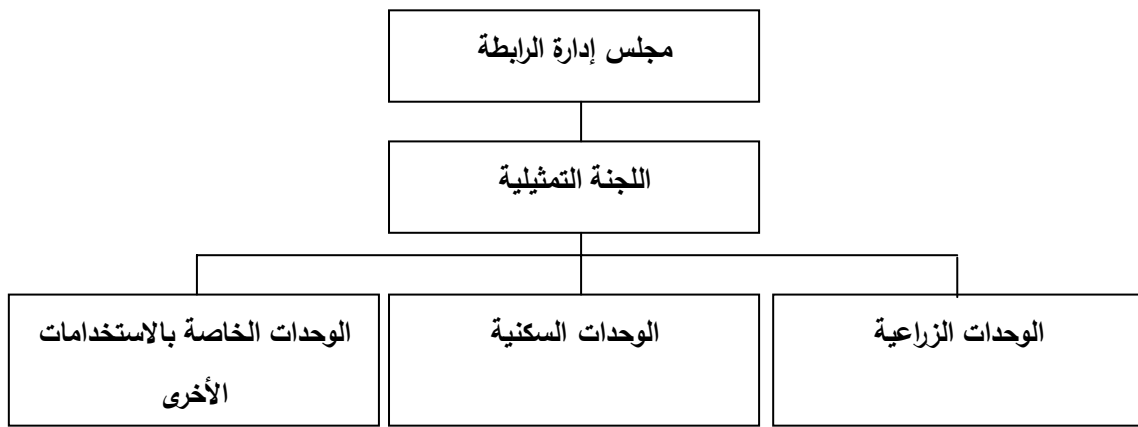 مجلس إدارة الرابطة
اللجنة التمثيلية
الوحدات الزراعية
الوحدات السكنية
الوحدات الخاصة بالاستخدامات
الأخرى